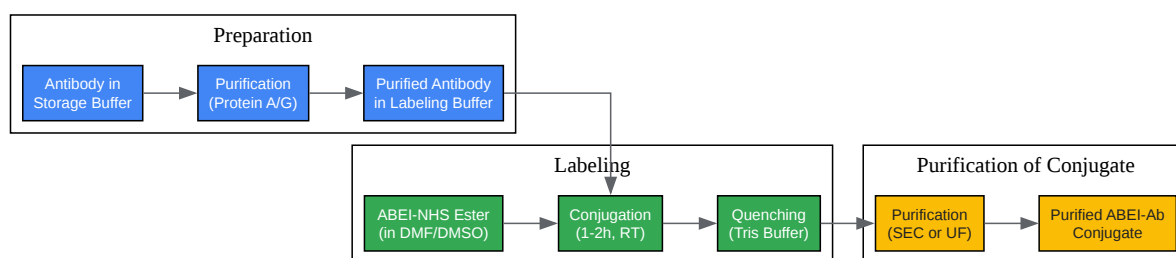 Preparation
Antibody in
Storage Buffer
Purification
(Protein A/G)
Purified Antibody
in Labeling Buffer
Labeling
ABEI-NHS Ester
(in DMF/DMSO)
Conjugation
(1-2h, RT)
Quenching
(Tris Buffer)
Purification of Conjugate
Purification
(SEC or UF)
Purified ABEI-Ab
Conjugate